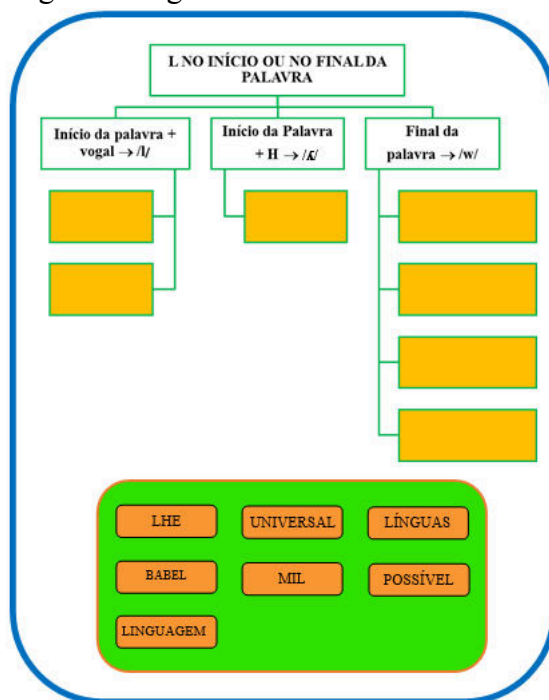 L NO INÍCIO OU NO FINAL DA
PALAVRA
Início da palavra +
vogal → /l/
Início da Palavra
+ H → /ʎ/
Final da
palavra → /w/
LHE
UNIVERSAL
LÍNGUAS
BABEL
MIL
POSSÍVEL
LINGUAGEM